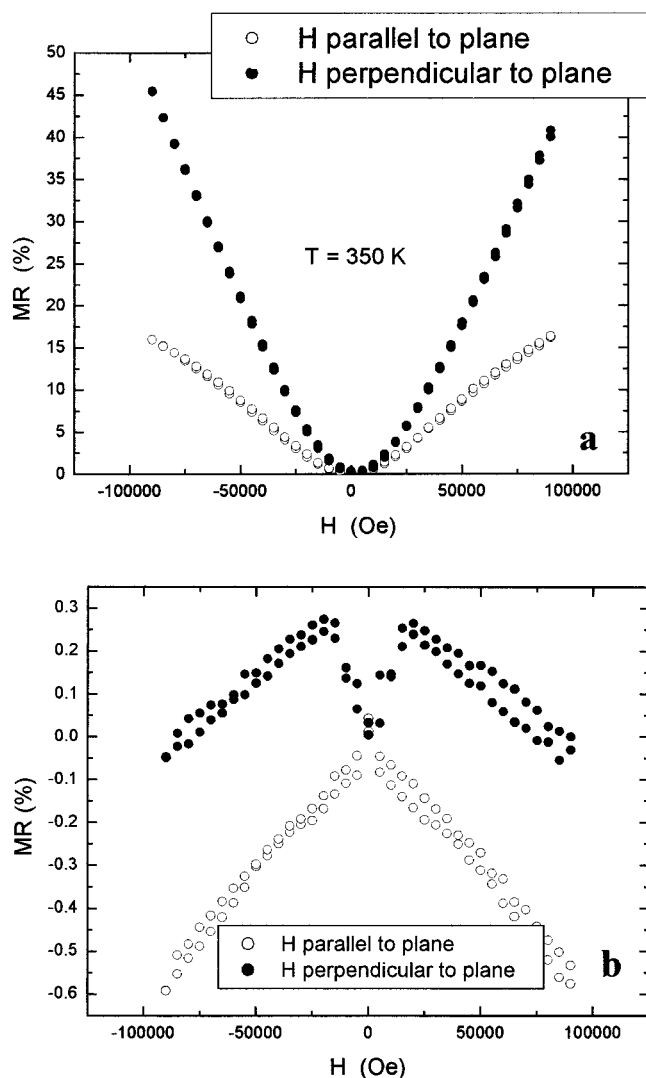 ○ H parallel to plane
● H perpendicular to plane
50
45
40
35
30
25
20
15
10
5
0
MR (%)
T = 350 K
a
-100000 -50000 0 50000 100000
H (Oe)
0.3
0.2
0.1
0.0
-0.1
-0.2
-0.3
-0.4
-0.5
-0.6
MR (%)
○ H parallel to plane
● H perpendicular to plane
b
-100000 -50000 0 50000 100000
H (Oe)